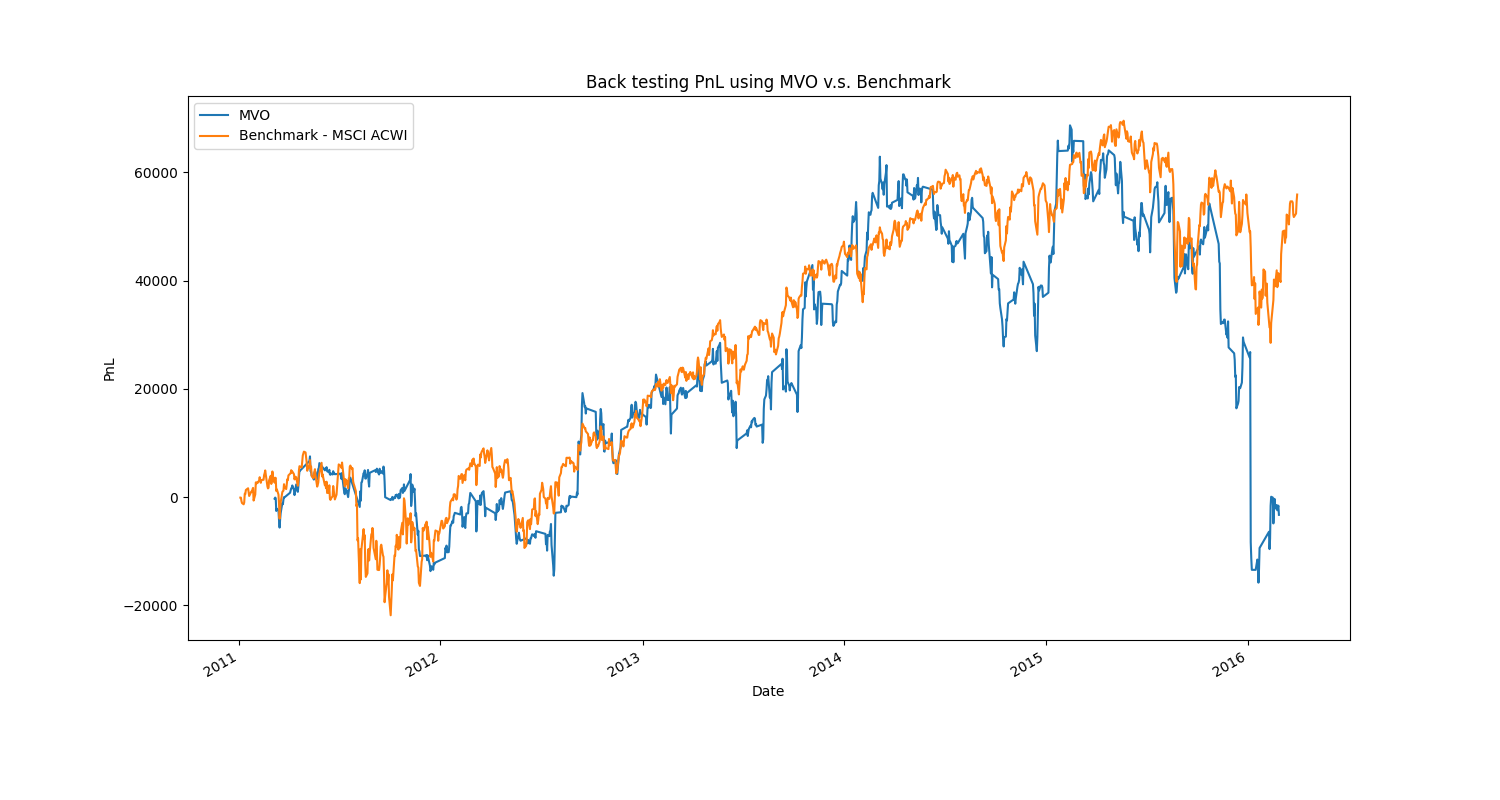 Back testing PnL using MVO v.s. Benchmark
MVO
Benchmark - MSCI ACWI
60000
40000
20000
0
−20000
PnL
2011
2012
2013
2014
2015
2016
Date